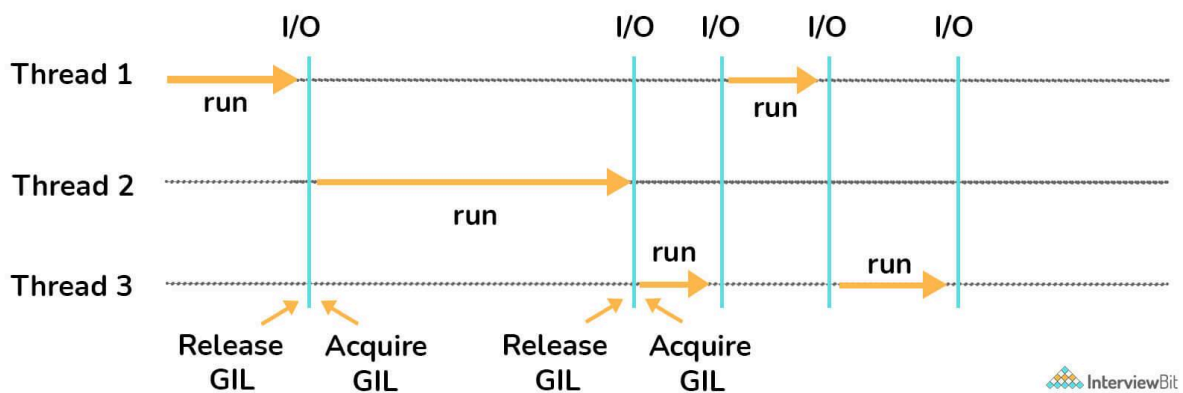 I/O I/O I/O I/O I/O
Thread 1
run run
Thread 2
run
run run
Thread 3
Release Acquire Release Acquire
GIL GIL GIL GIL
InterviewBit